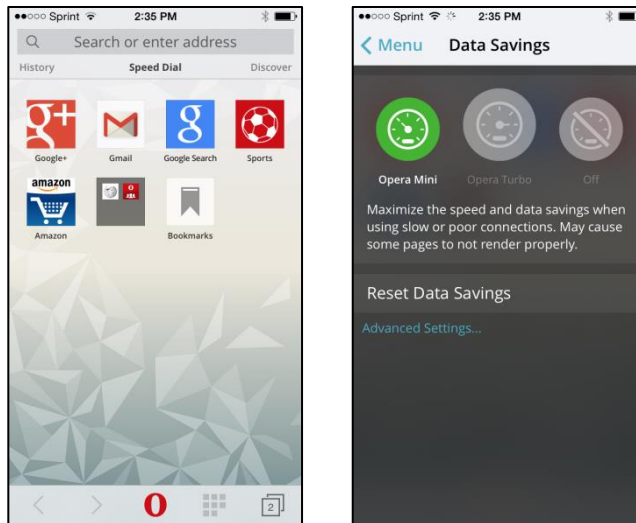 Sprint 2:35 PM
Search or enter address
History Speed Dial Discover
g+ M 8
Google+ Gmail Google Search Sports
amazon
Amazon Bookmarks
2
Sprint 2:35 PM
Menu Data Savings
Opera Mini Opera Turbo Off
Maximize the speed and data savings when
using slow or poor connections. May cause
some pages to not render properly.
Reset Data Savings
Advanced Settings...